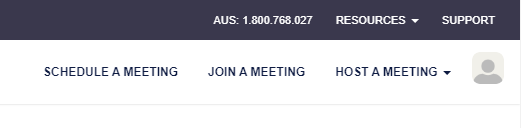 AUS: 1.800.768.027 RESOURCES SUPPORT
SCHEDULE A MEETING JOIN A MEETING HOST A MEETING